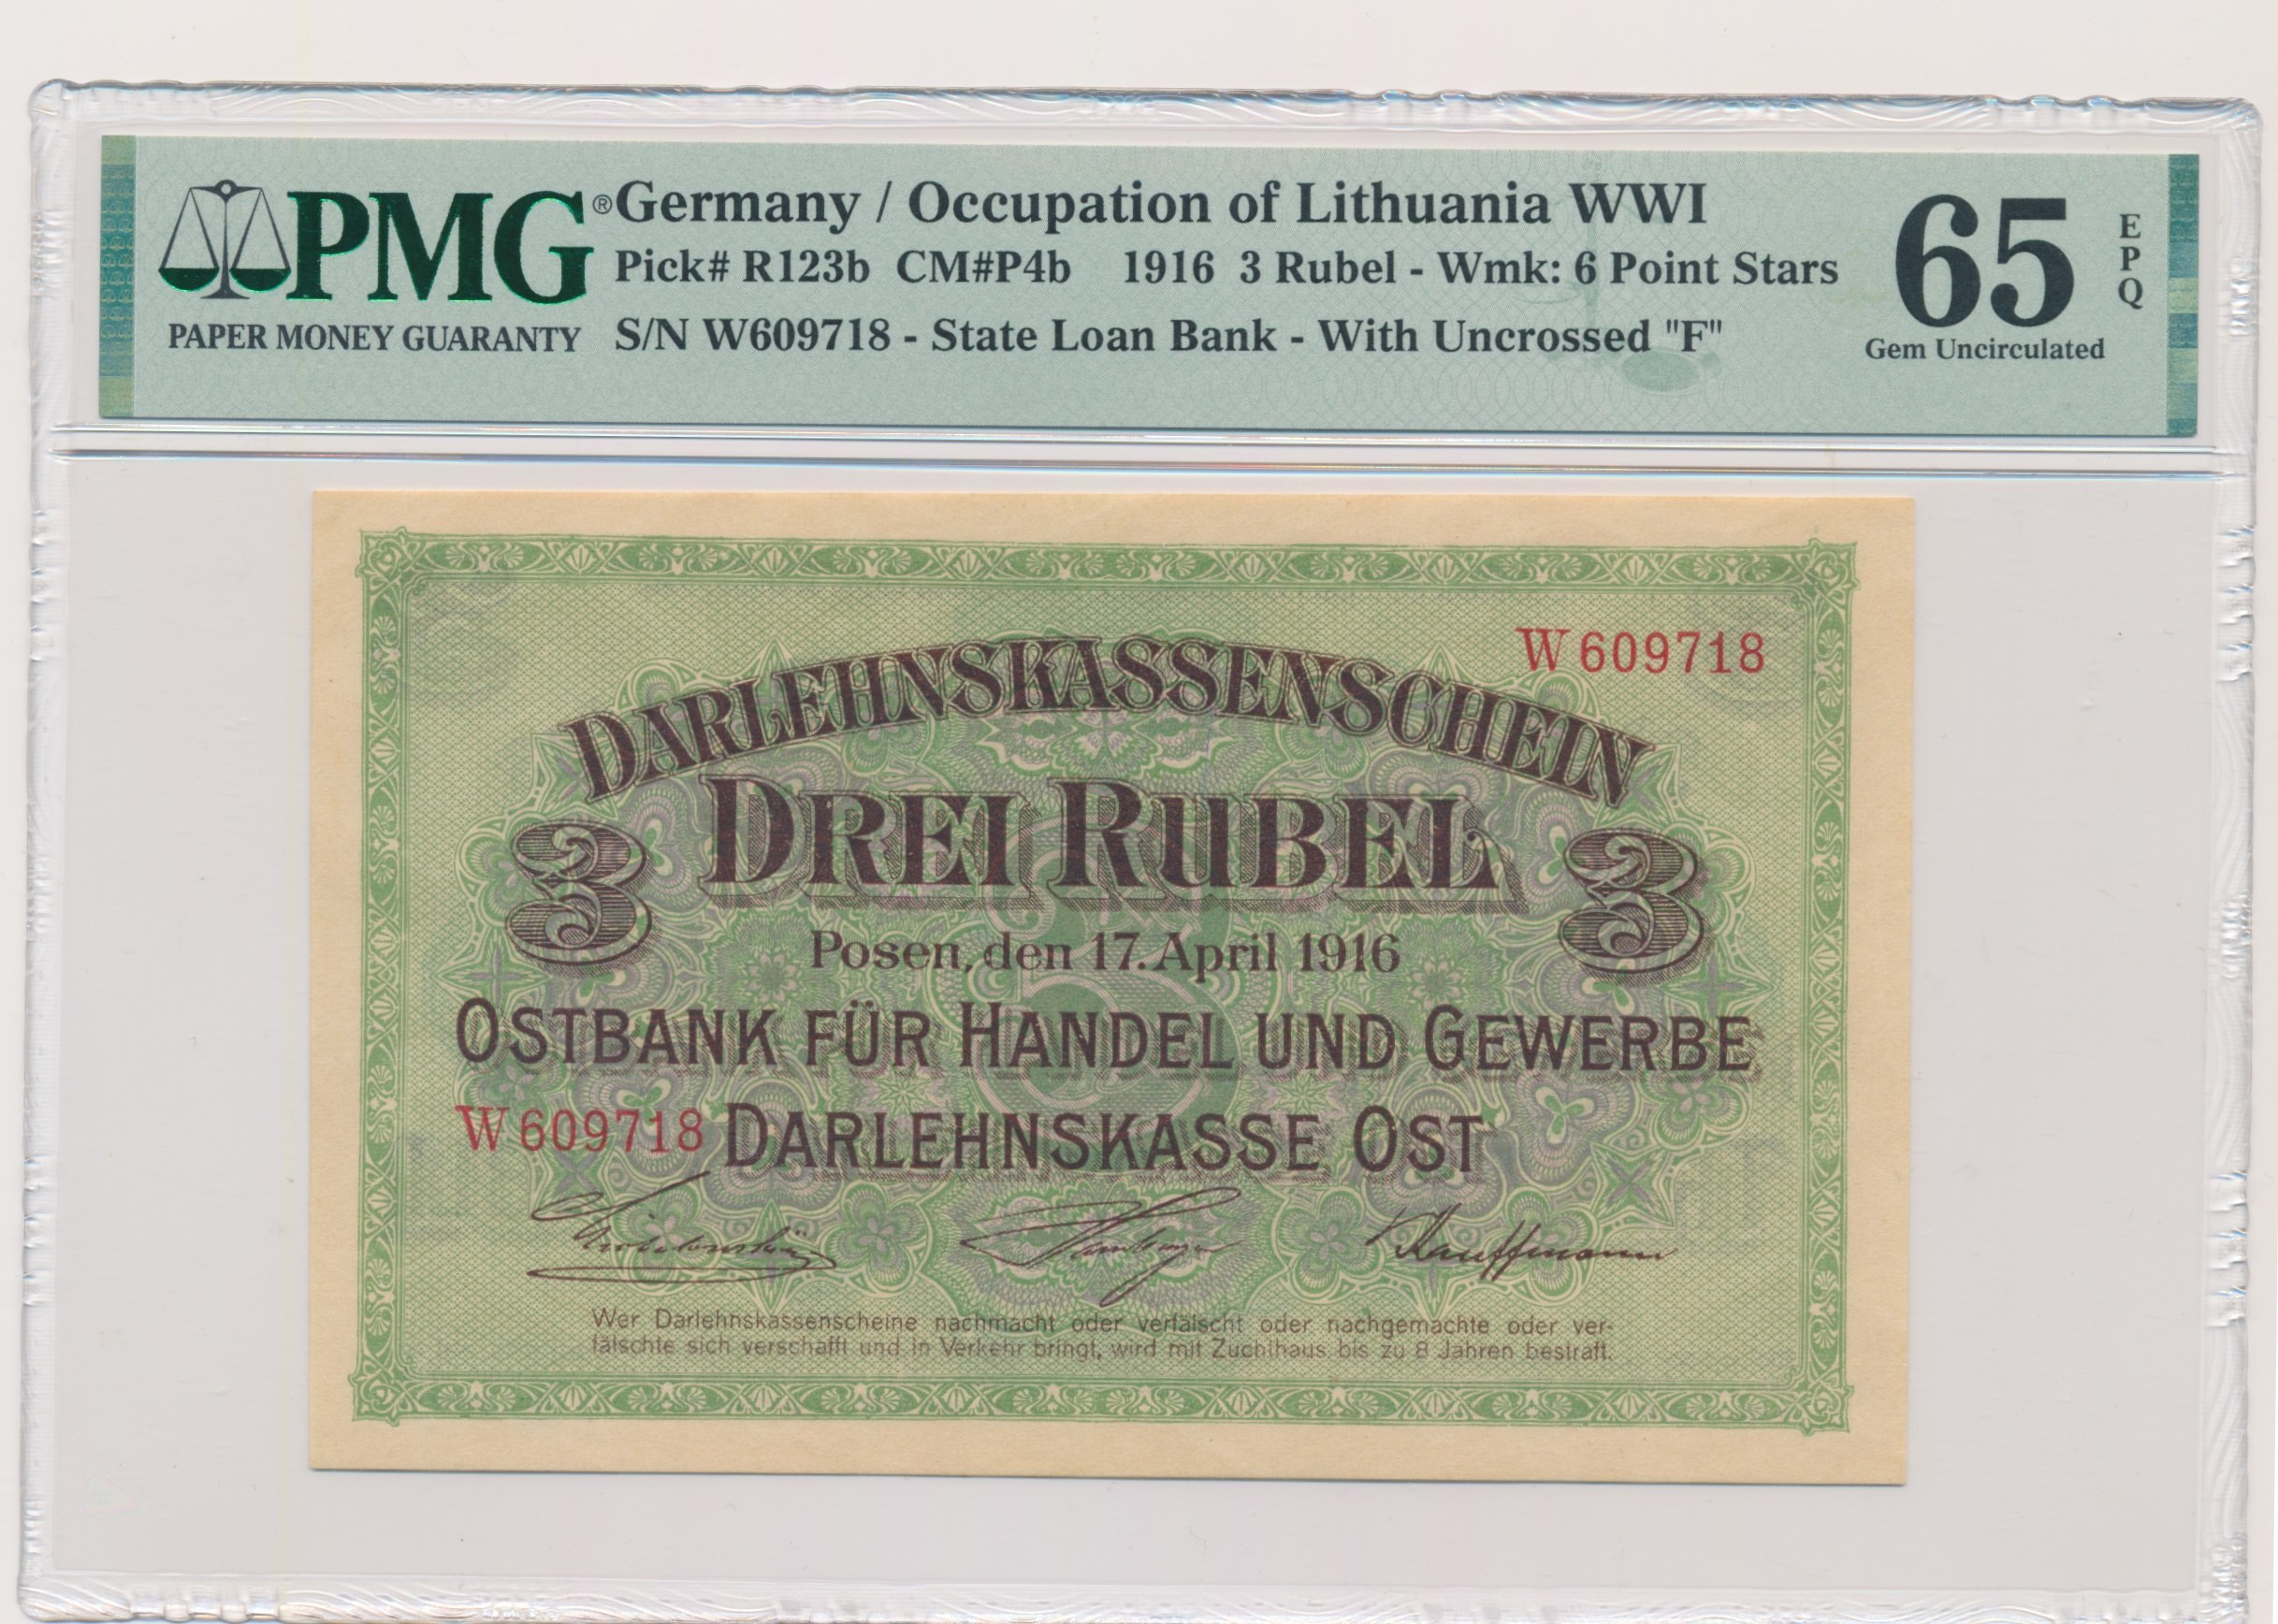 PMG® Germany / Occupation of Lithuania WWI
Pick# R123b CM#P4b 1916 3 Rubel - Wmk: 6 Point Stars
PAPER MONEY GUARANTY S/N W609718 - State Loan Bank - With Uncrossed "F"
65
EPQ
Gem Uncirculated
W609718
DARLEHNSKASSENSCHEIN
3 DREI RUBEL 3
Posen, den 17. April 1916
OSTBANK FÜR HANDEL UND GEWERBE
W609718 DARLEHNSKASSE OST
Kauffmann
Wer Darlehnskassenscheine nachmacht oder verfälscht oder nachgemachte oder ver-
fälschte sich verschafft und in Verkehr bringt, wird mit Zuchthaus bis zu 8 Jahren bestraft.